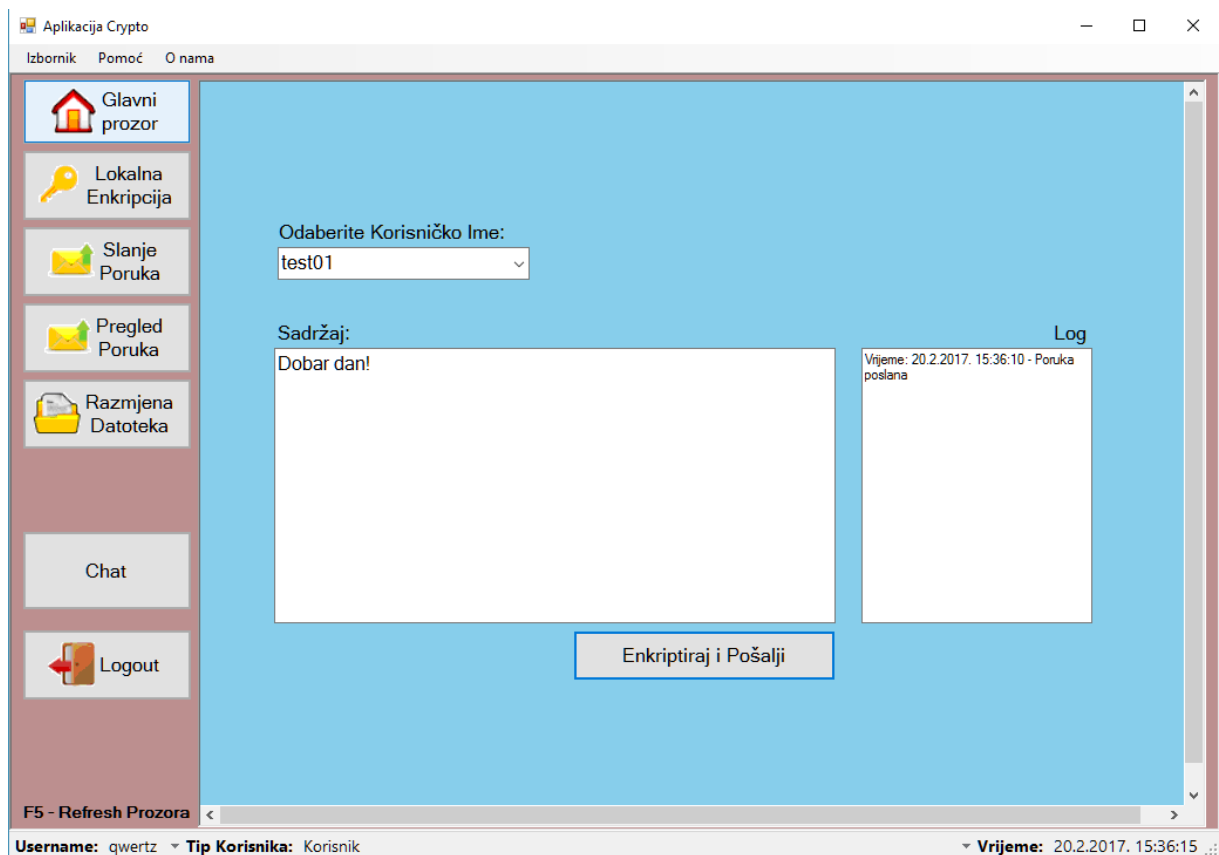 Aplikacija Crypto
Izbornik Pomoć O nama
Glavni
prozor
Lokalna
Enkripcija
Slanje
Poruka
Pregled
Poruka
Razmjena
Datoteka
Chat
Logout
F5 - Refresh Prozora
Odaberite Korisničko Ime:
test01
Sadržaj:
Dobar dan!
Log
Vrijeme: 20.2.2017. 15:36:10 - Poruka
poslana
Enkriptiraj i Pošalji
Username: qwertz Tip Korisnika: Korisnik Vrijeme: 20.2.2017. 15:36:15